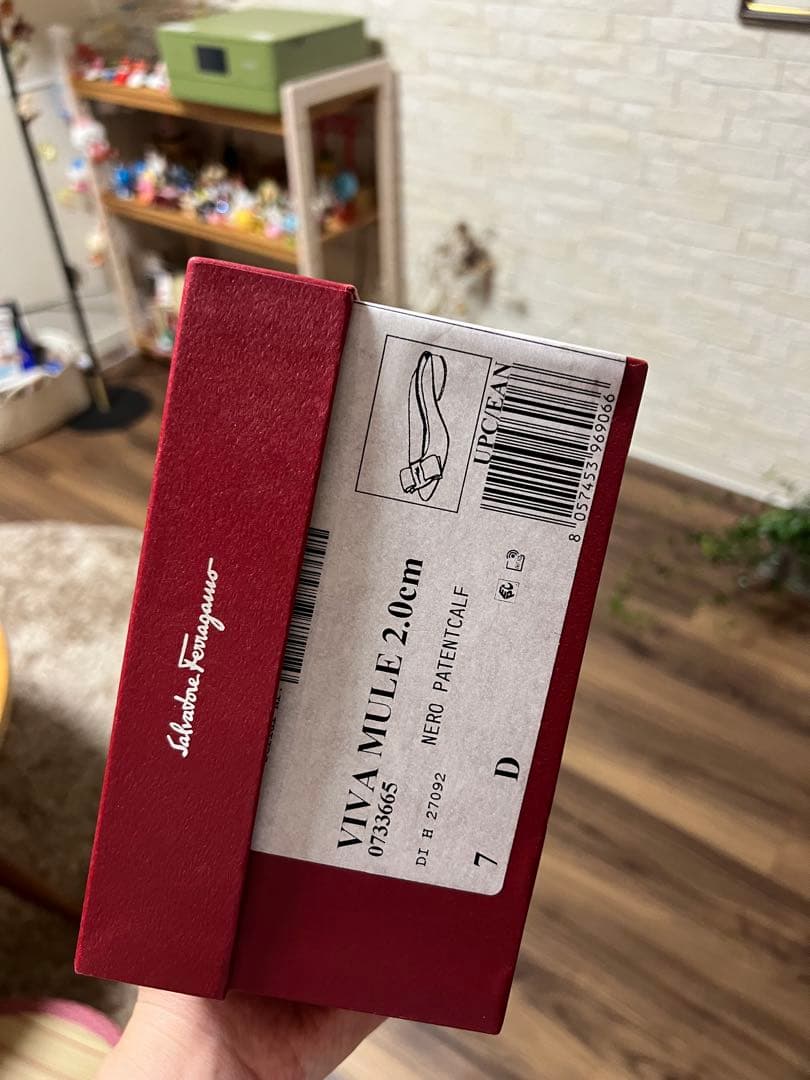 Salvatore Ferragamo
VIVA MULE 2.0cm
0733665
DI H 27092 NERO PATENTCALF
7 D
UPC/EAN
8 057453 969066